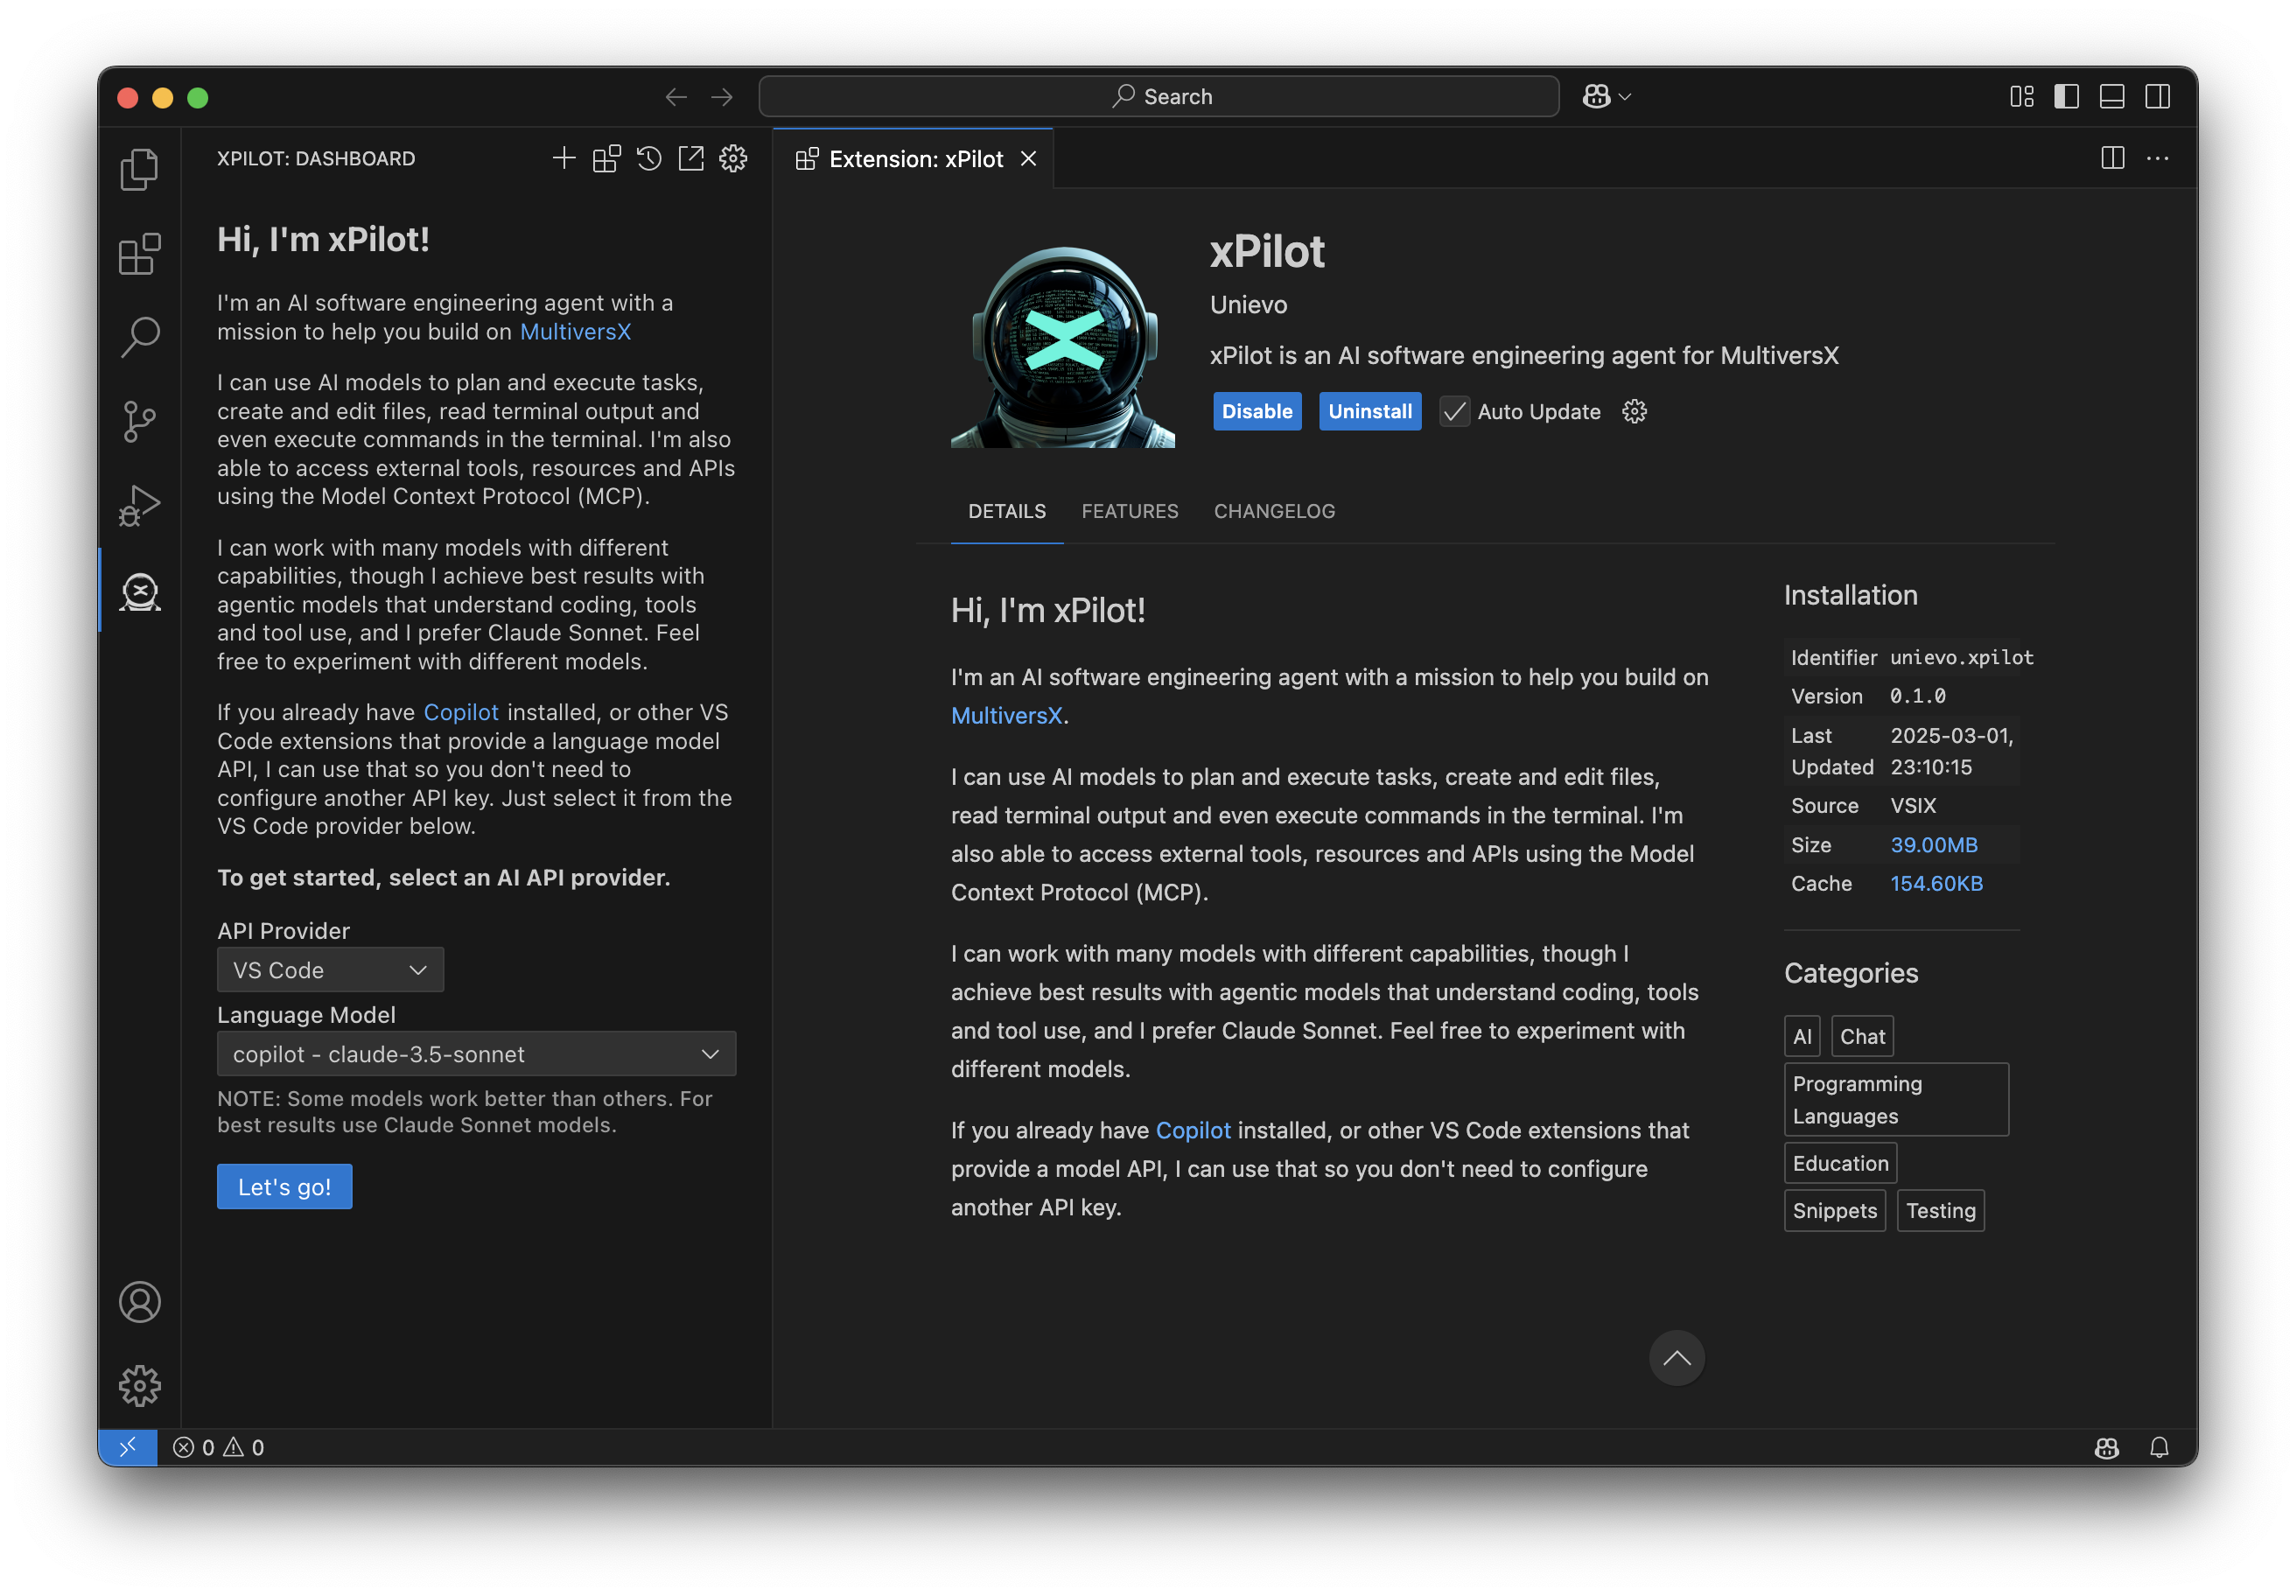 Search
XPILOT: DASHBOARD
Hi, I'm xPilot!
I'm an AI software engineering agent with a
mission to help you build on MultiversX
I can use AI models to plan and execute tasks,
create and edit files, read terminal output and
even execute commands in the terminal. I'm also
able to access external tools, resources and APIs
using the Model Context Protocol (MCP).
I can work with many models with different
capabilities, though I achieve best results with
agentic models that understand coding, tools
and tool use, and I prefer Claude Sonnet. Feel
free to experiment with different models.
If you already have Copilot installed, or other VS
Code extensions that provide a language model
API, I can use that so you don't need to
configure another API key. Just select it from the
VS Code provider below.
To get started, select an AI API provider.
API Provider
VS Code
Language Model
copilot - claude-3.5-sonnet
NOTE: Some models work better than others. For
best results use Claude Sonnet models.
Let's go!
Extension: xPilot
xPilot
Unievo
xPilot is an AI software engineering agent for MultiversX
Disable Uninstall Auto Update
DETAILS FEATURES CHANGELOG
Hi, I'm xPilot!
I'm an AI software engineering agent with a mission to help you build on
MultiversX.
I can use AI models to plan and execute tasks, create and edit files,
read terminal output and even execute commands in the terminal. I'm
also able to access external tools, resources and APIs using the Model
Context Protocol (MCP).
I can work with many models with different capabilities, though I
achieve best results with agentic models that understand coding, tools
and tool use, and I prefer Claude Sonnet. Feel free to experiment with
different models.
If you already have Copilot installed, or other VS Code extensions that
provide a model API, I can use that so you don't need to configure
another API key.
Installation
Identifier unievo.xpilot
Version 0.1.0
Last 2025-03-01,
Updated 23:10:15
Source VSIX
Size 39.00MB
Cache 154.60KB
Categories
AI Chat
Programming
Languages
Education
Snippets Testing
0 0